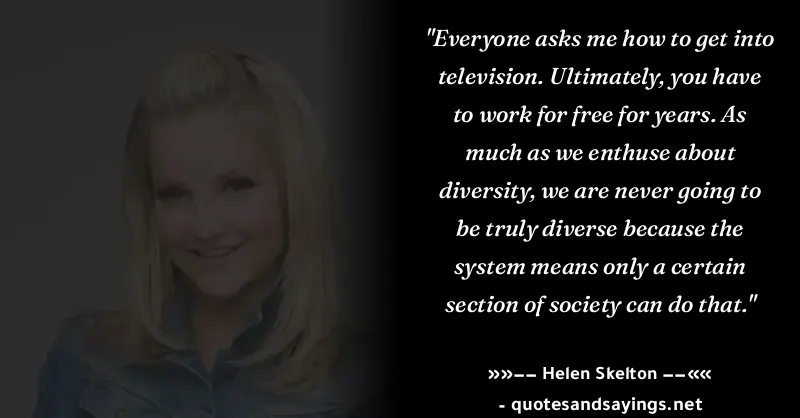 "Everyone asks me how to get into
television. Ultimately, you have
to work for free for years. As
much as we enthuse about
diversity, we are never going to
be truly diverse because the
system means only a certain
section of society can do that."
»»–– Helen Skelton ––««
- quotesandsayings.net